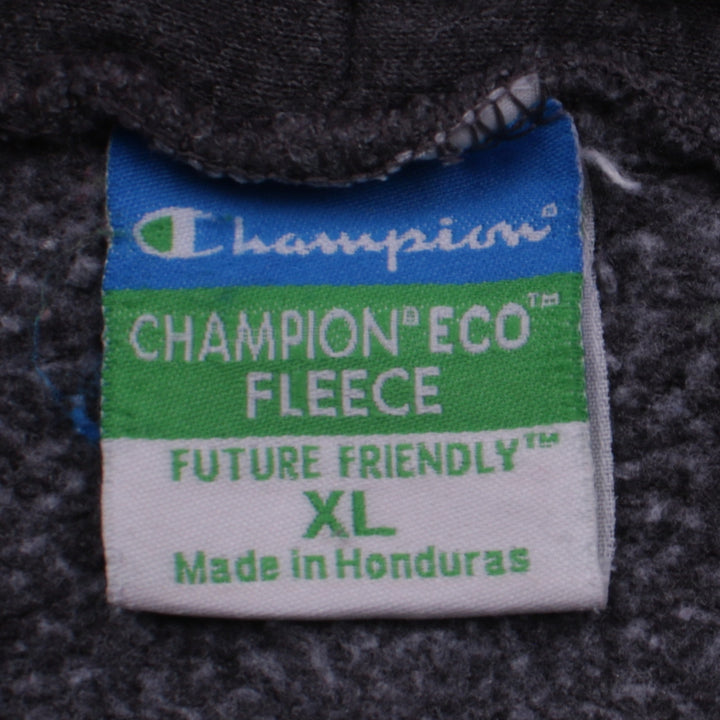 Champion®
CHAMPION® ECO™
FLEECE
FUTURE FRIENDLY™
XL
Made in Honduras